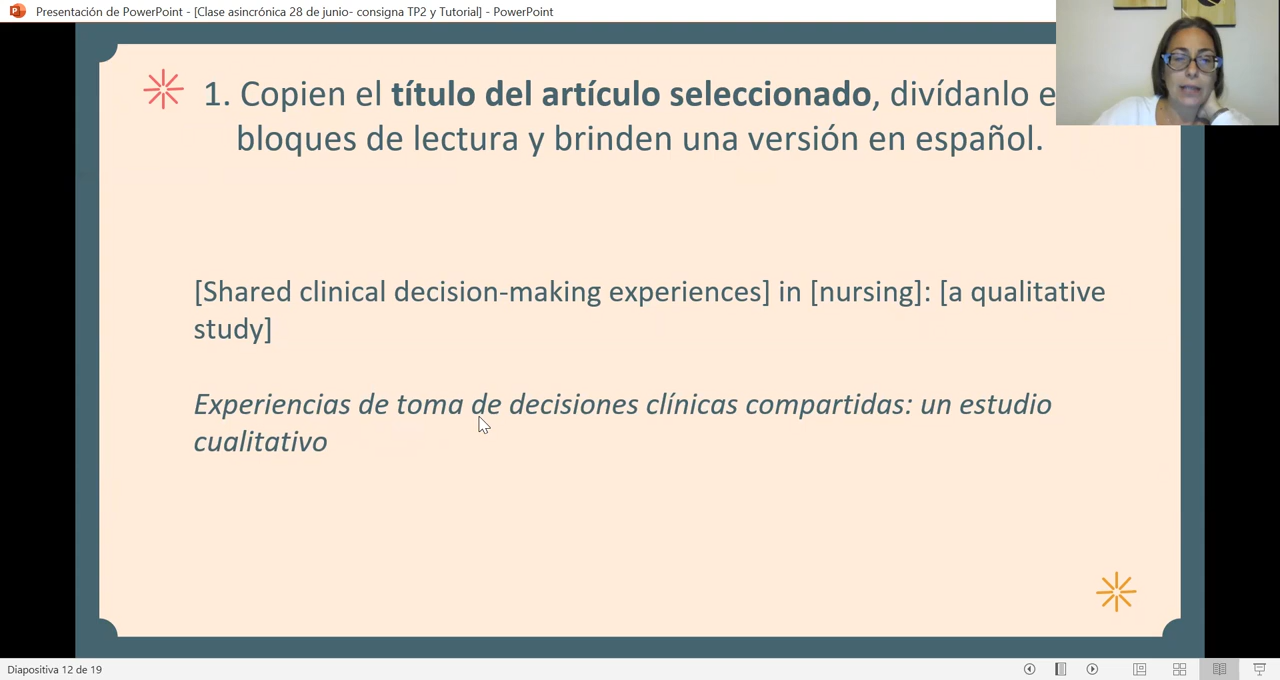 Presentación de PowerPoint - [Clase asincrónica 28 de junio- consigna TP2 y Tutorial] - PowerPoint
1. Copien el título del artículo seleccionado, divídanlo e
bloques de lectura y brinden una versión en español.
[Shared clinical decision-making experiences] in [nursing]: [a qualitative
study]
Experiencias de toma de decisiones clínicas compartidas: un estudio
cualitativo
Diapositiva 12 de 19